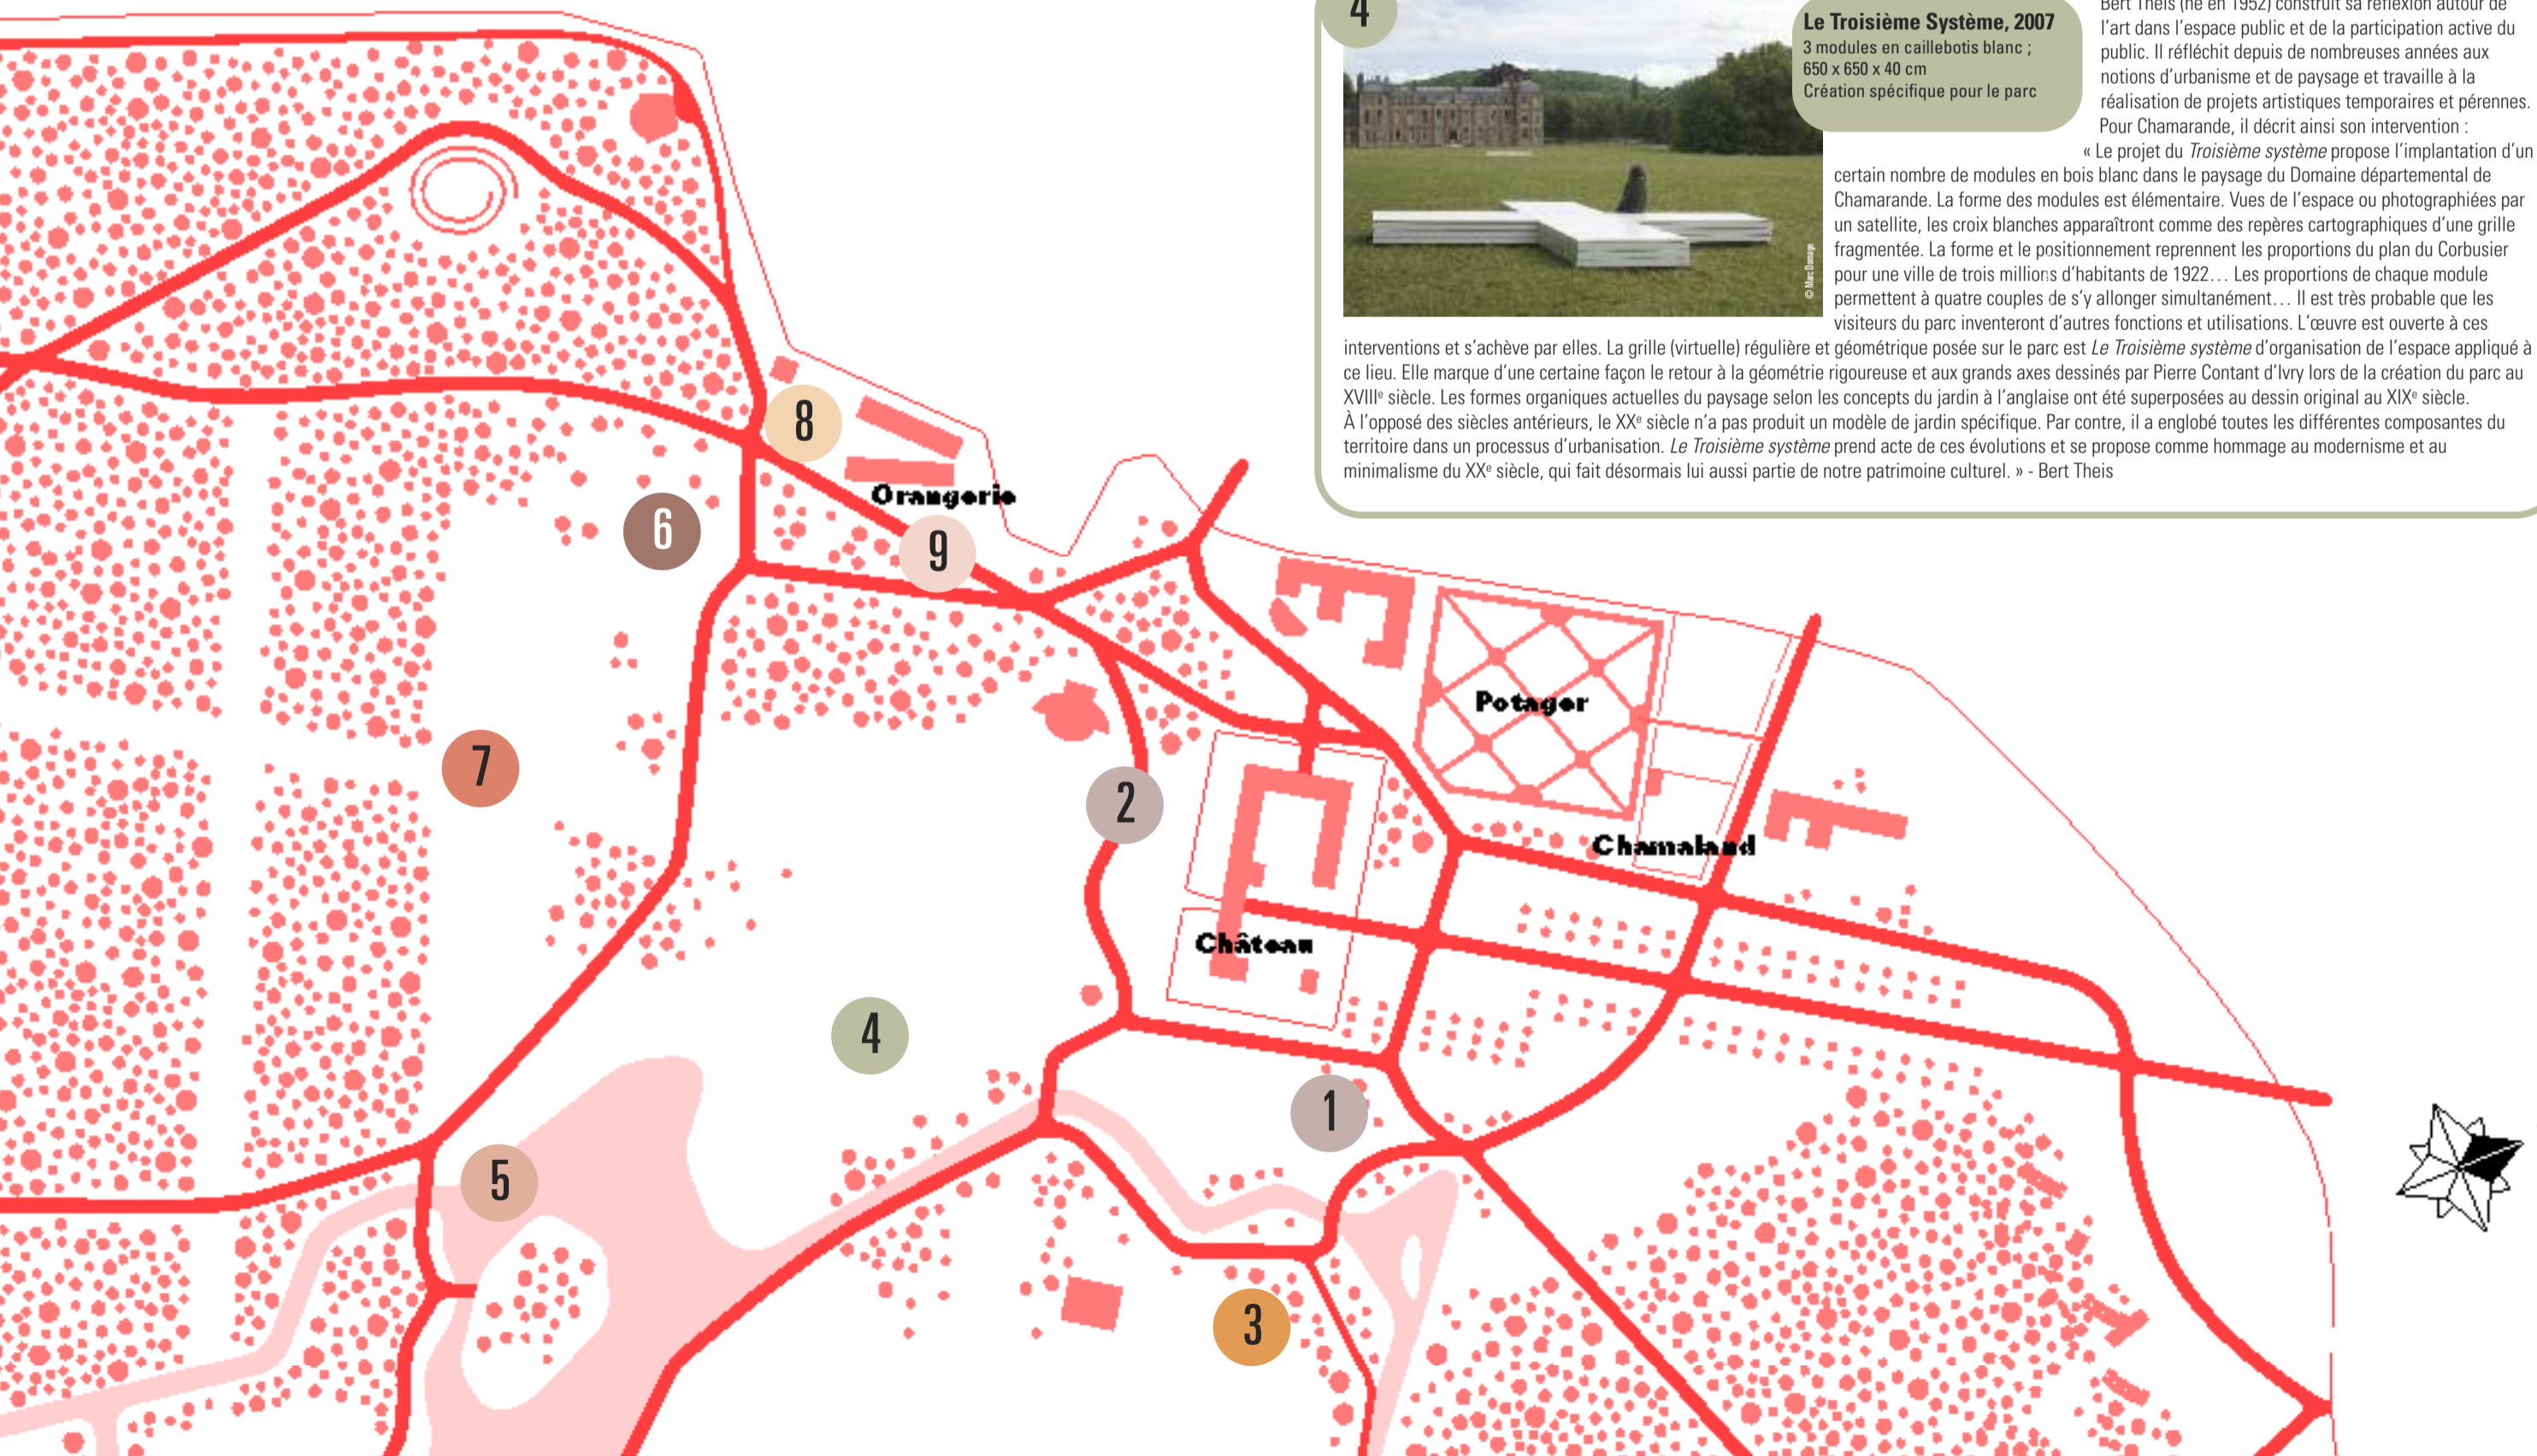 4
Le Troisième Système, 2007
3 modules en caillebotis blanc ;
650 x 650 x 40 cm
Création spécifique pour le parc
Bert Theis (né en 1952) construit sa réflexion autour de
l’art dans l’espace public et de la participation active du
public. Il réfléchit depuis de nombreuses années aux
notions d’urbanisme et de paysage et travaille à la
réalisation de projets artistiques temporaires et pérennes.
Pour Chamarande, il décrit ainsi son intervention :
« Le projet du Troisième système propose l’implantation d’un
certain nombre de modules en bois blanc dans le paysage du Domaine départemental de
Chamarande. La forme des modules est élémentaire. Vues de l’espace ou photographiées par
un satellite, les croix blanches apparaîtront comme des repères cartographiques d’une grille
fragmentée. La forme et le positionnement reprennent les proportions du plan du Corbusier
pour une ville de trois millions d’habitants de 1922… Les proportions de chaque module
permettent à quatre couples de s’y allonger simultanément… Il est très probable que les
visiteurs du parc inventeront d’autres fonctions et utilisations. L’œuvre est ouverte à ces
interventions et s’achève par elles. La grille (virtuelle) régulière et géométrique posée sur le parc est Le Troisième système d’organisation de l’espace appliqué à
ce lieu. Elle marque d’une certaine façon le retour à la géométrie rigoureuse et aux grands axes dessinés par Pierre Contant d’Ivry lors de la création du parc au
XVIIIe siècle. Les formes organiques actuelles du paysage selon les concepts du jardin à l’anglaise ont été superposées au dessin original au XIXe siècle.
À l’opposé des siècles antérieurs, le XXe siècle n’a pas produit un modèle de jardin spécifique. Par contre, il a englobé toutes les différentes composantes du
territoire dans un processus d’urbanisation. Le Troisième système prend acte de ces évolutions et se propose comme hommage au modernisme et au
minimalisme du XXe siècle, qui fait désormais lui aussi partie de notre patrimoine culturel. » - Bert Theis
© Marc Domage
8
Orangerie
6
9
Potager
7
2
Chamaland
Château
4
1
5
3